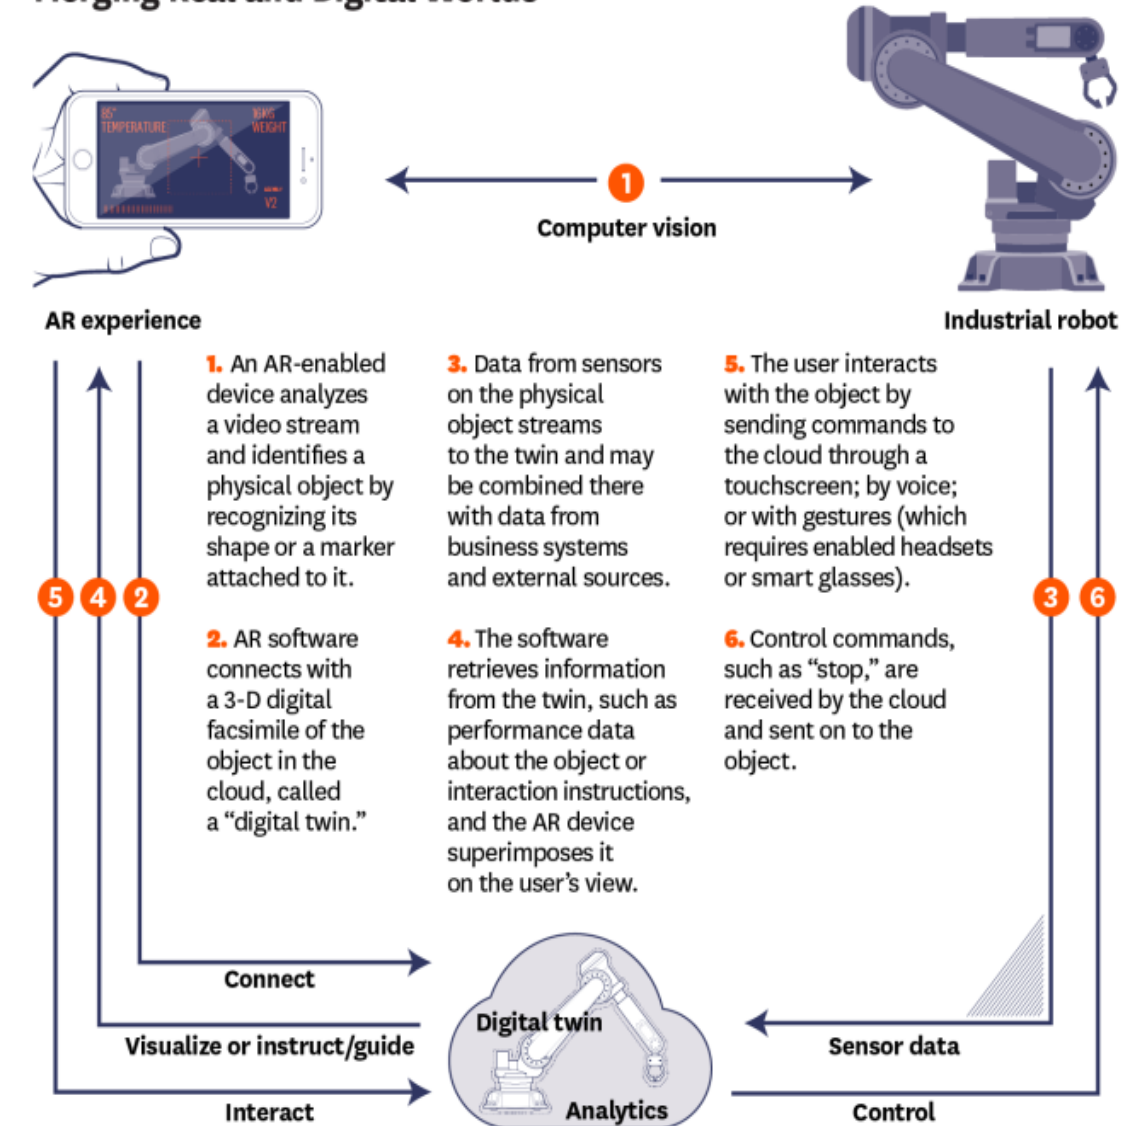 Merging Real and Digital Worlds
85°
TEMPERATURE
16KG
WEIGHT
V2
1
Computer vision
AR experience
Industrial robot
1. An AR-enabled
device analyzes
a video stream
and identifies a
physical object by
recognizing its
shape or a marker
attached to it.
2. AR software
connects with
a 3-D digital
facsimile of the
object in the
cloud, called
a “digital twin.”
3. Data from sensors
on the physical
object streams
to the twin and may
be combined there
with data from
business systems
and external sources.
4. The software
retrieves information
from the twin, such as
performance data
about the object or
interaction instructions,
and the AR device
superimposes it
on the user’s view.
5. The user interacts
with the object by
sending commands to
the cloud through a
touchscreen; by voice;
or with gestures (which
requires enabled headsets
or smart glasses).
6. Control commands,
such as “stop,” are
received by the cloud
and sent on to the
object.
5 4 2
3 6
Connect
Visualize or instruct/guide
Interact
Digital twin
Analytics
Sensor data
Control